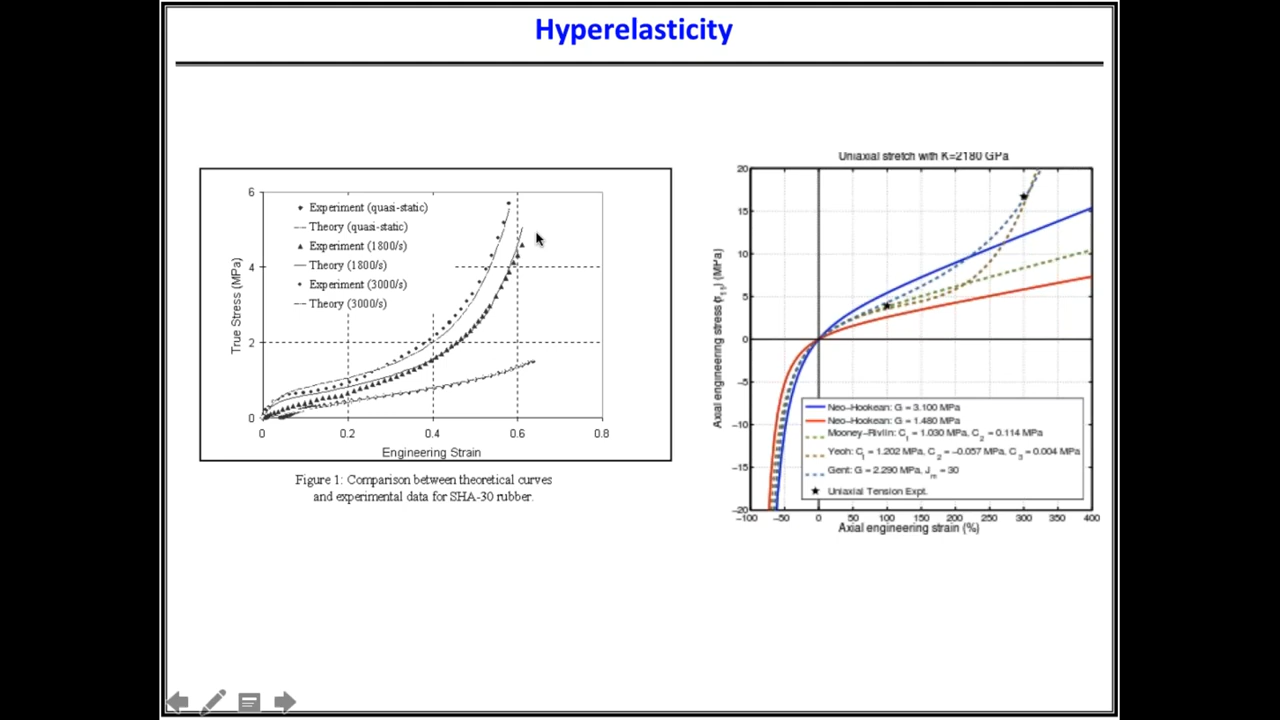 Hyperelasticity
6
4
2
0
0
0.2
0.4
0.6
0.8
True Stress (MPa)
Engineering Strain
Experiment (quasi-static)
Theory (quasi-static)
Experiment (1800/s)
Theory (1800/s)
Experiment (3000/s)
Theory (3000/s)
Figure 1: Comparison between theoretical curves
and experimental data for SHA-30 rubber.
Uniaxial stretch with K=2180 GPa
20
15
10
5
0
−5
−10
−15
−20
−100
−50
0
50
100
150
200
250
300
350
400
Axial engineering stress (σ11) (MPa)
Axial engineering strain (%)
Neo−Hookean: G = 3.100 MPa
Neo−Hookean: G = 1.480 MPa
Mooney−Rivlin: C1 = 1.030 MPa, C2 = 0.114 MPa
Yeoh: C1 = 1.202 MPa, C2 = −0.057 MPa, C3 = 0.004 MPa
Gent: G = 2.290 MPa, Jm = 30
Uniaxial Tension Expt.